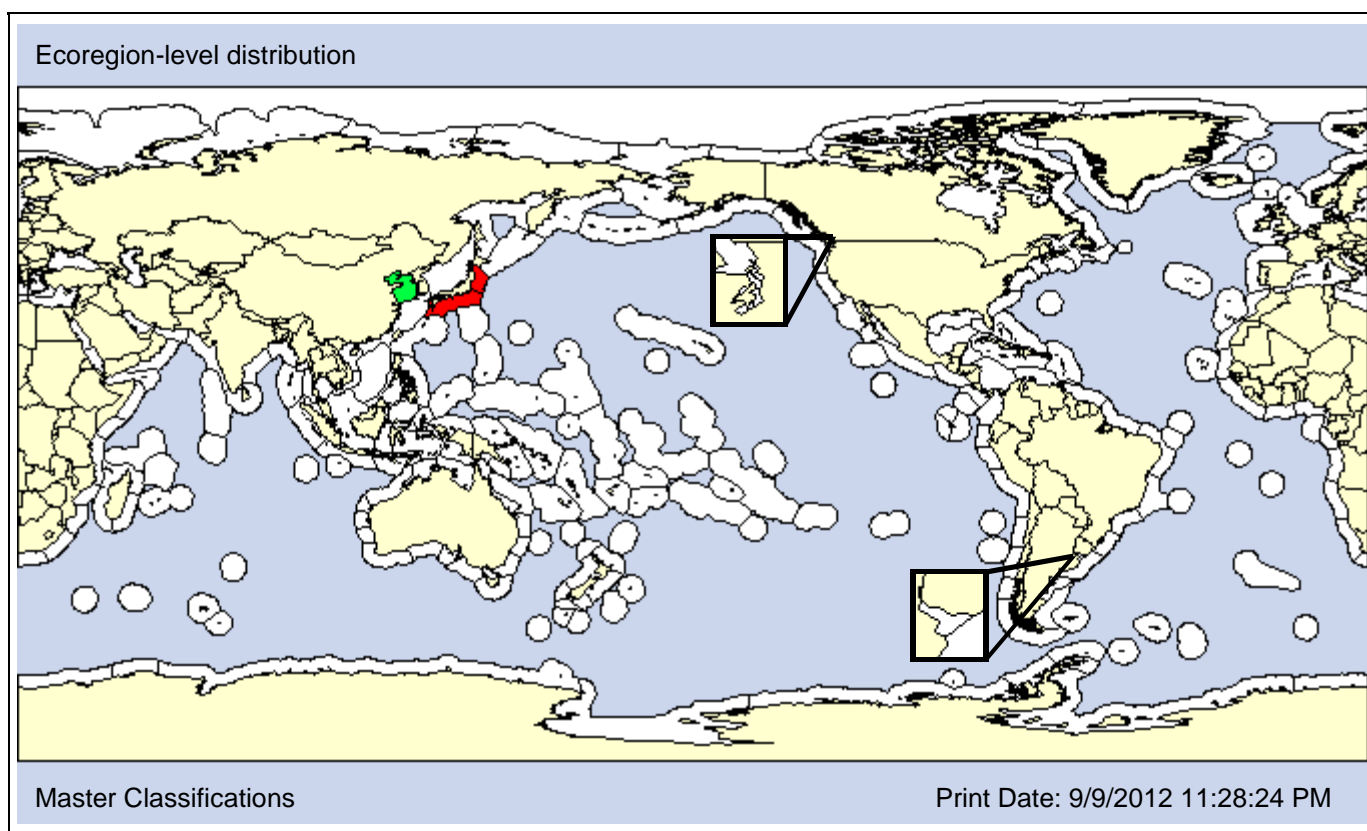 Ecoregion-level distribution
Master Classifications
Print Date: 9/9/2012 11:28:24 PM